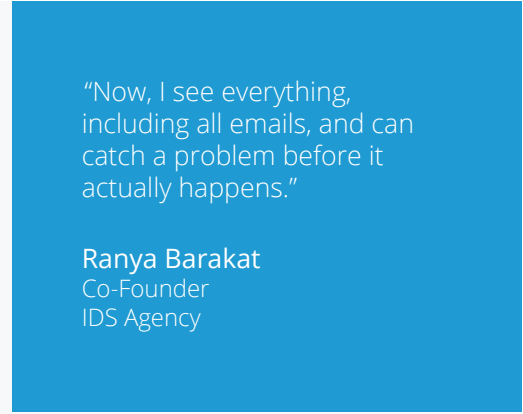 “Now, I see everything,
including all emails, and can
catch a problem before it
actually happens.”
Ranya Barakat
Co-Founder
IDS Agency